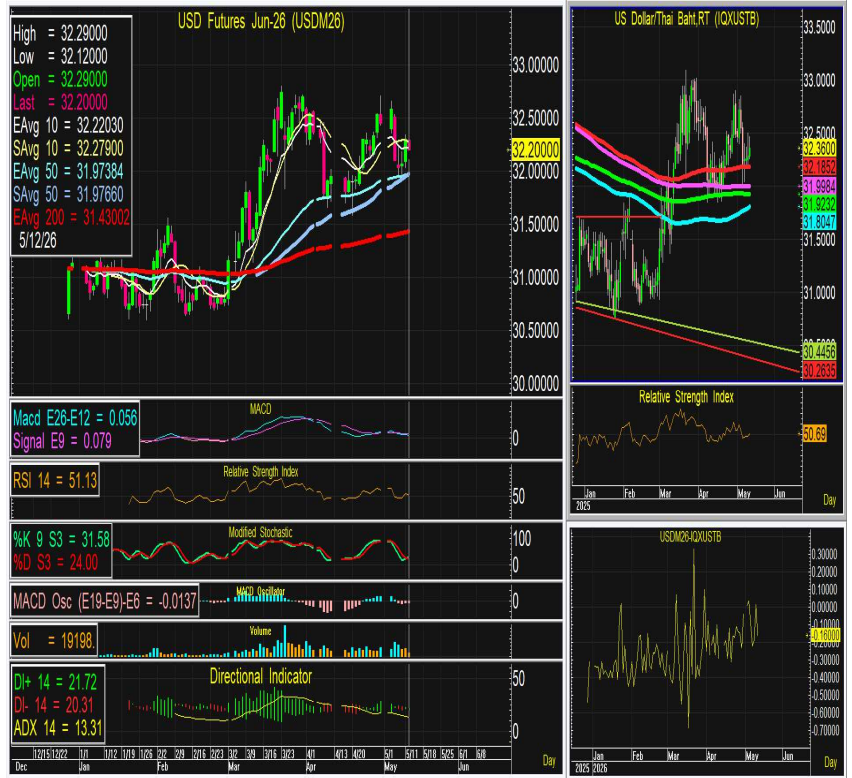 USD Futures Jun-26 (USDM26)
High = 32.29000
Low = 32.12000
Open = 32.29000
Last = 32.20000
EAvg 10 = 32.22030
SAvg 10 = 32.27900
EAvg 50 = 31.97384
SAvg 50 = 31.97660
EAvg 200 = 31.43002
5/12/26
33.00000
32.50000
32.20000
32.00000
31.50000
31.00000
30.50000
30.00000
MACD
Macd E26-E12 = 0.056
Signal E9 = 0.079
0
Relative Strength Index
RSI 14 = 51.13
50
Modified Stochastic
%K 9 S3 = 31.58
%D S3 = 24.00
100
0
MACD Oscillator
MACD Osc (E19-E9)-E6 = -0.0137
0
Volume
Vol = 19198.
0
Directional Indicator
DI+ 14 = 21.72
DI- 14 = 20.31
ADX 14 = 13.31
50
0
12/15 12/22 1/1 1/12 1/19 1/26 2/2 2/9 2/16 2/23 3/2 3/9 3/16 3/23 4/1 4/13 4/20 5/1 5/11 5/18 5/25 6/1 6/8
Dec Jan Feb Mar Apr May Jun Day
US Dollar/Thai Baht,RT (IQXUSTB)
33.5000
33.0000
32.5000
32.3600
32.1852
31.9984
31.9232
31.8047
31.5000
31.0000
30.4456
30.2635
Relative Strength Index
50.69
Jan Feb Mar Apr May Jun
2025 Day
USDM26-IQXUSTB
0.30000
0.20000
0.10000
0.00000
-0.10000
-0.16000
-0.30000
-0.40000
-0.50000
-0.60000
-0.70000
Jan Feb Mar Apr May Jun
2025 2026 Day